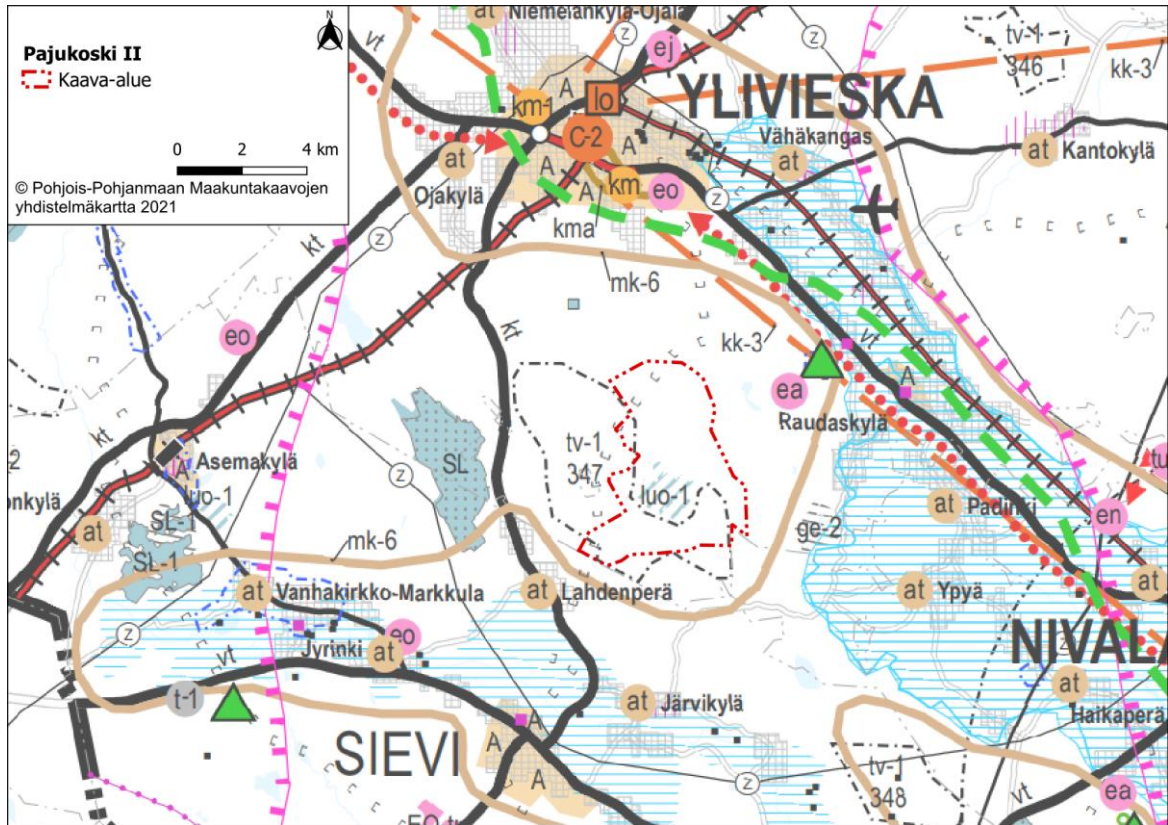 Pajukoski II
Kaava-alue
0 2 4 km
© Pohjois-Pohjanmaan Maakuntakaavojen
yhdistelmäkartta 2021
N
vt
at
Niemelänkylä-Ojala
z
ej
tv-1
346
kk-3
A
lo
km-1
YLIVIESKA
C-2
A
at
Vähäkangas
at
Kantokylä
at
Ojakylä
A
A
km
eo
z
kma
kt
z
mk-6
kt
eo
kk-3
vt
ea
Raudaskylä
A
kt
tv-1
347
SL
luo-1
Asemakylä
A
luo-1
z
onkylä
at
SL-1
SL-1
mk-6
ge-2
at
Padinki
en
tu
at
Vanhakirkko-Markkula
at
Lahdenperä
at
Ypyä
at
z
Jyrinki
eo
at
NIVALA
z
vt
t-1
at
Järvikylä
at
Haikaperä
SIEVI
A
A
A
z
tv-1
348
vt
ea